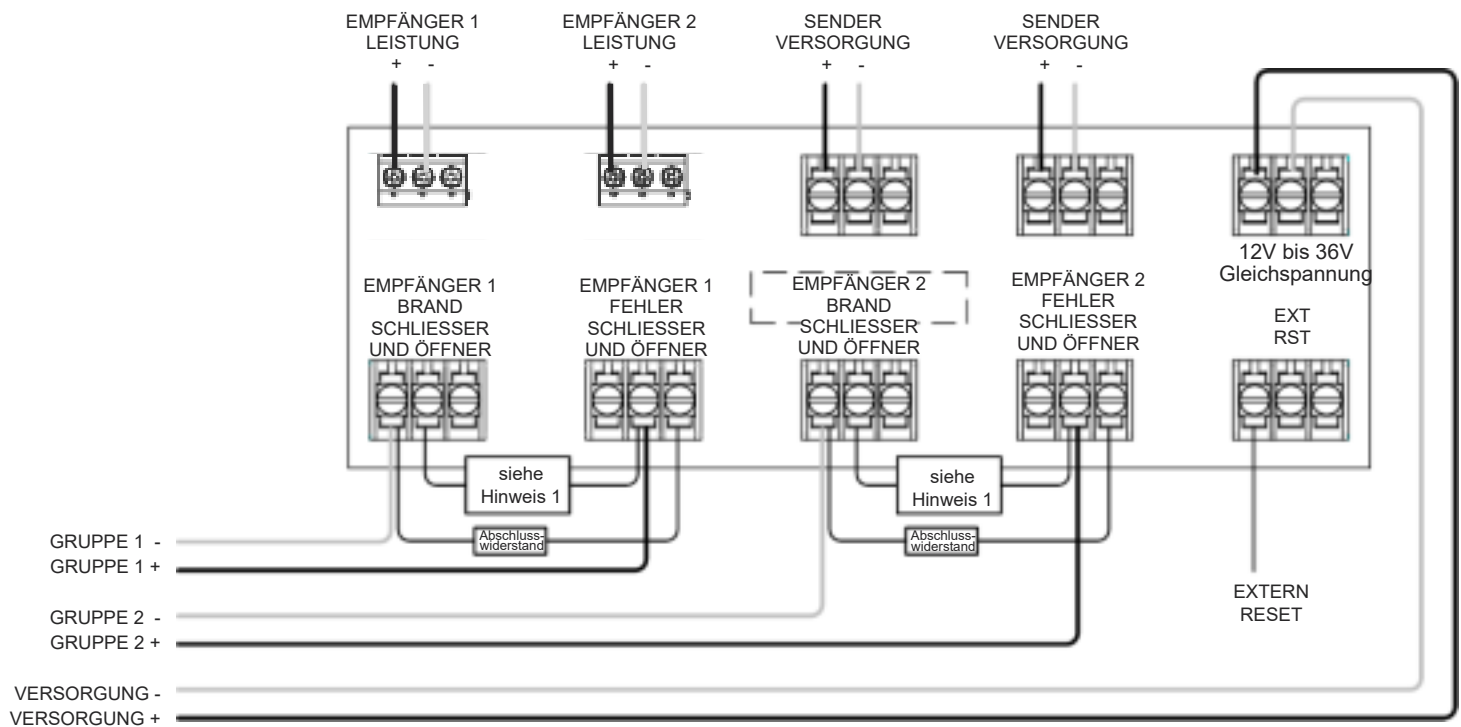 EMPFÄNGER 1
LEISTUNG
+ -
EMPFÄNGER 2
LEISTUNG
+ -
SENDER
VERSORGUNG
+ -
SENDER
VERSORGUNG
+ -
12V bis 36V
Gleichspannung
EMPFÄNGER 1
BRAND
SCHLIESSER
UND ÖFFNER
EMPFÄNGER 1
FEHLER
SCHLIESSER
UND ÖFFNER
EMPFÄNGER 2
BRAND
SCHLIESSER
UND ÖFFNER
EMPFÄNGER 2
FEHLER
SCHLIESSER
UND ÖFFNER
EXT
RST
siehe
Hinweis 1
siehe
Hinweis 1
Abschluss-
widerstand
Abschluss-
widerstand
GRUPPE 1 -
GRUPPE 1 +
GRUPPE 2 -
GRUPPE 2 +
EXTERN
RESET
VERSORGUNG -
VERSORGUNG +